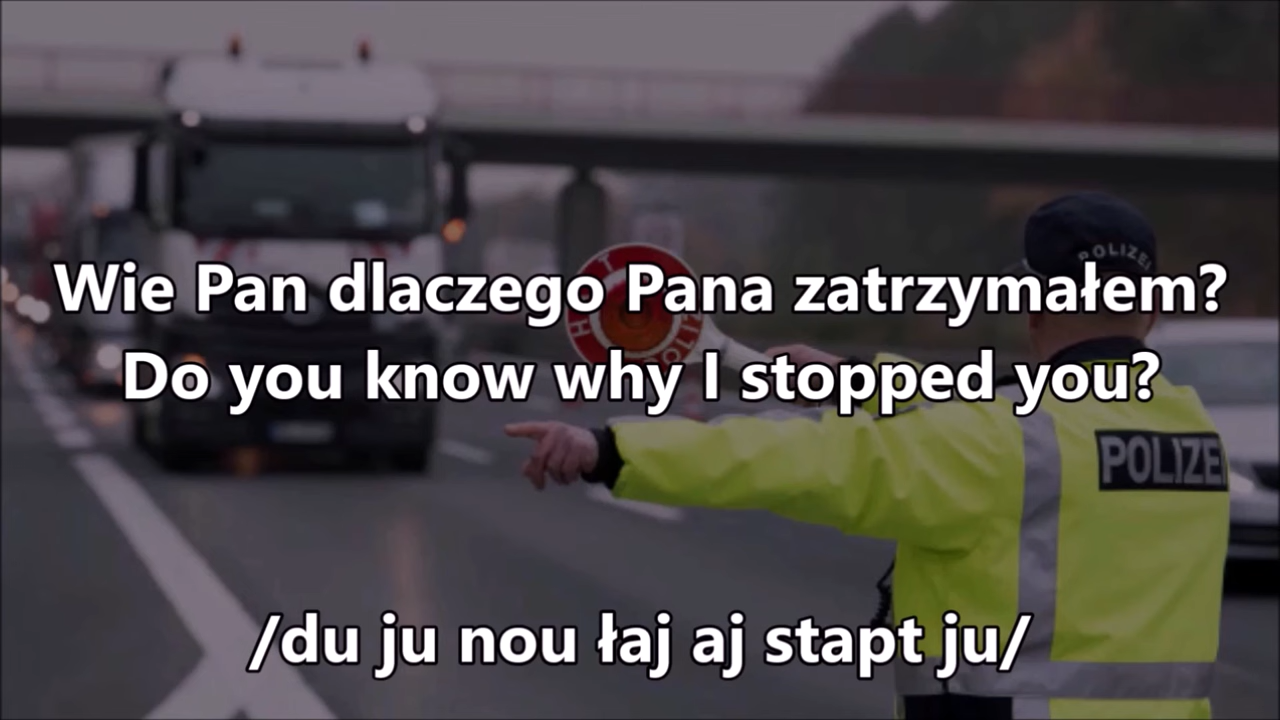 POLIZEI
Wie Pan dlaczego Pana zatrzymałem?
Do you know why I stopped you?
POLIZEI
/du ju nou łaj aj stapt ju/